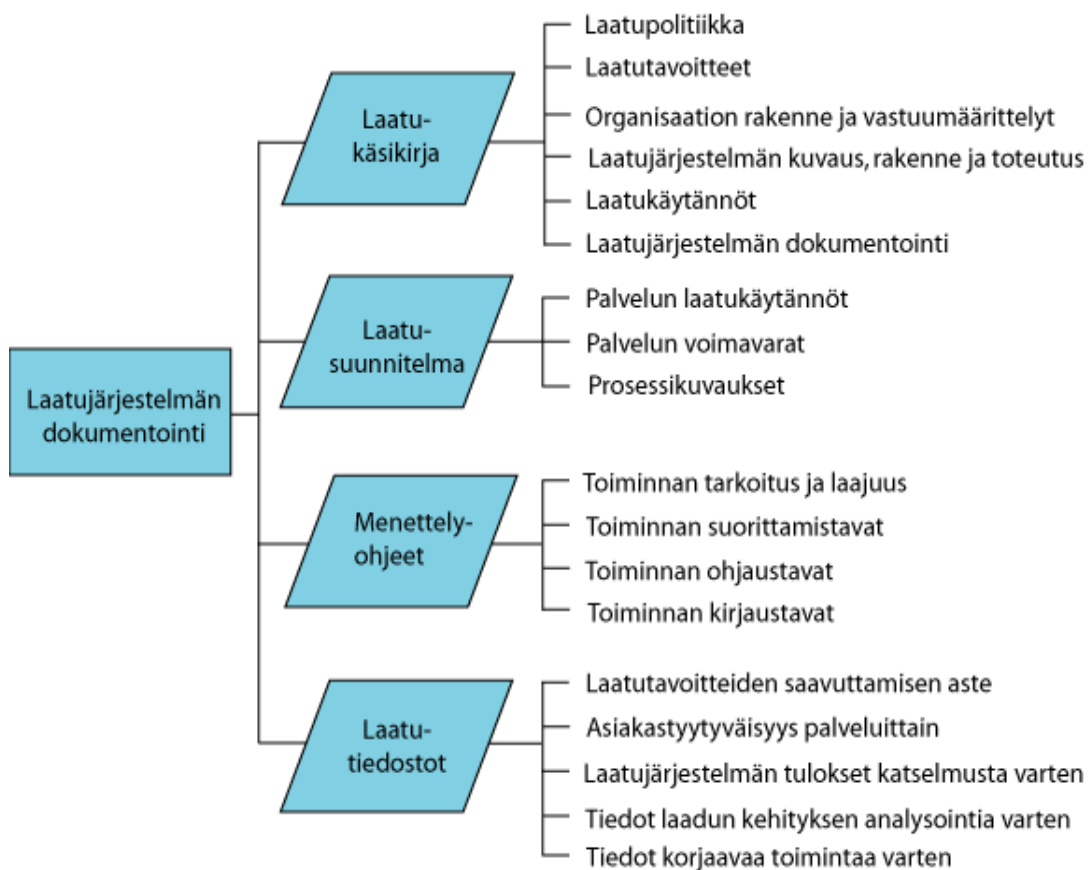 Laatujärjestelmän
dokumentointi
Laatu-
käsikirja
Laatupolitiikka
Laatutavoitteet
Organisaation rakenne ja vastuumäärittelyt
Laatujärjestelmän kuvaus, rakenne ja toteutus
Laatukäytännöt
Laatujärjestelmän dokumentointi
Laatu-
suunnitelma
Palvelun laatukäytännöt
Palvelun voimavarat
Prosessikuvaukset
Menettely-
ohjeet
Toiminnan tarkoitus ja laajuus
Toiminnan suorittamistavat
Toiminnan ohjaustavat
Toiminnan kirjaustavat
Laatu-
tiedostot
Laatutavoitteiden saavuttamisen aste
Asiakastyytyväisyys palveluittain
Laatujärjestelmän tulokset katselmusta varten
Tiedot laadun kehityksen analysointia varten
Tiedot korjaavaa toimintaa varten